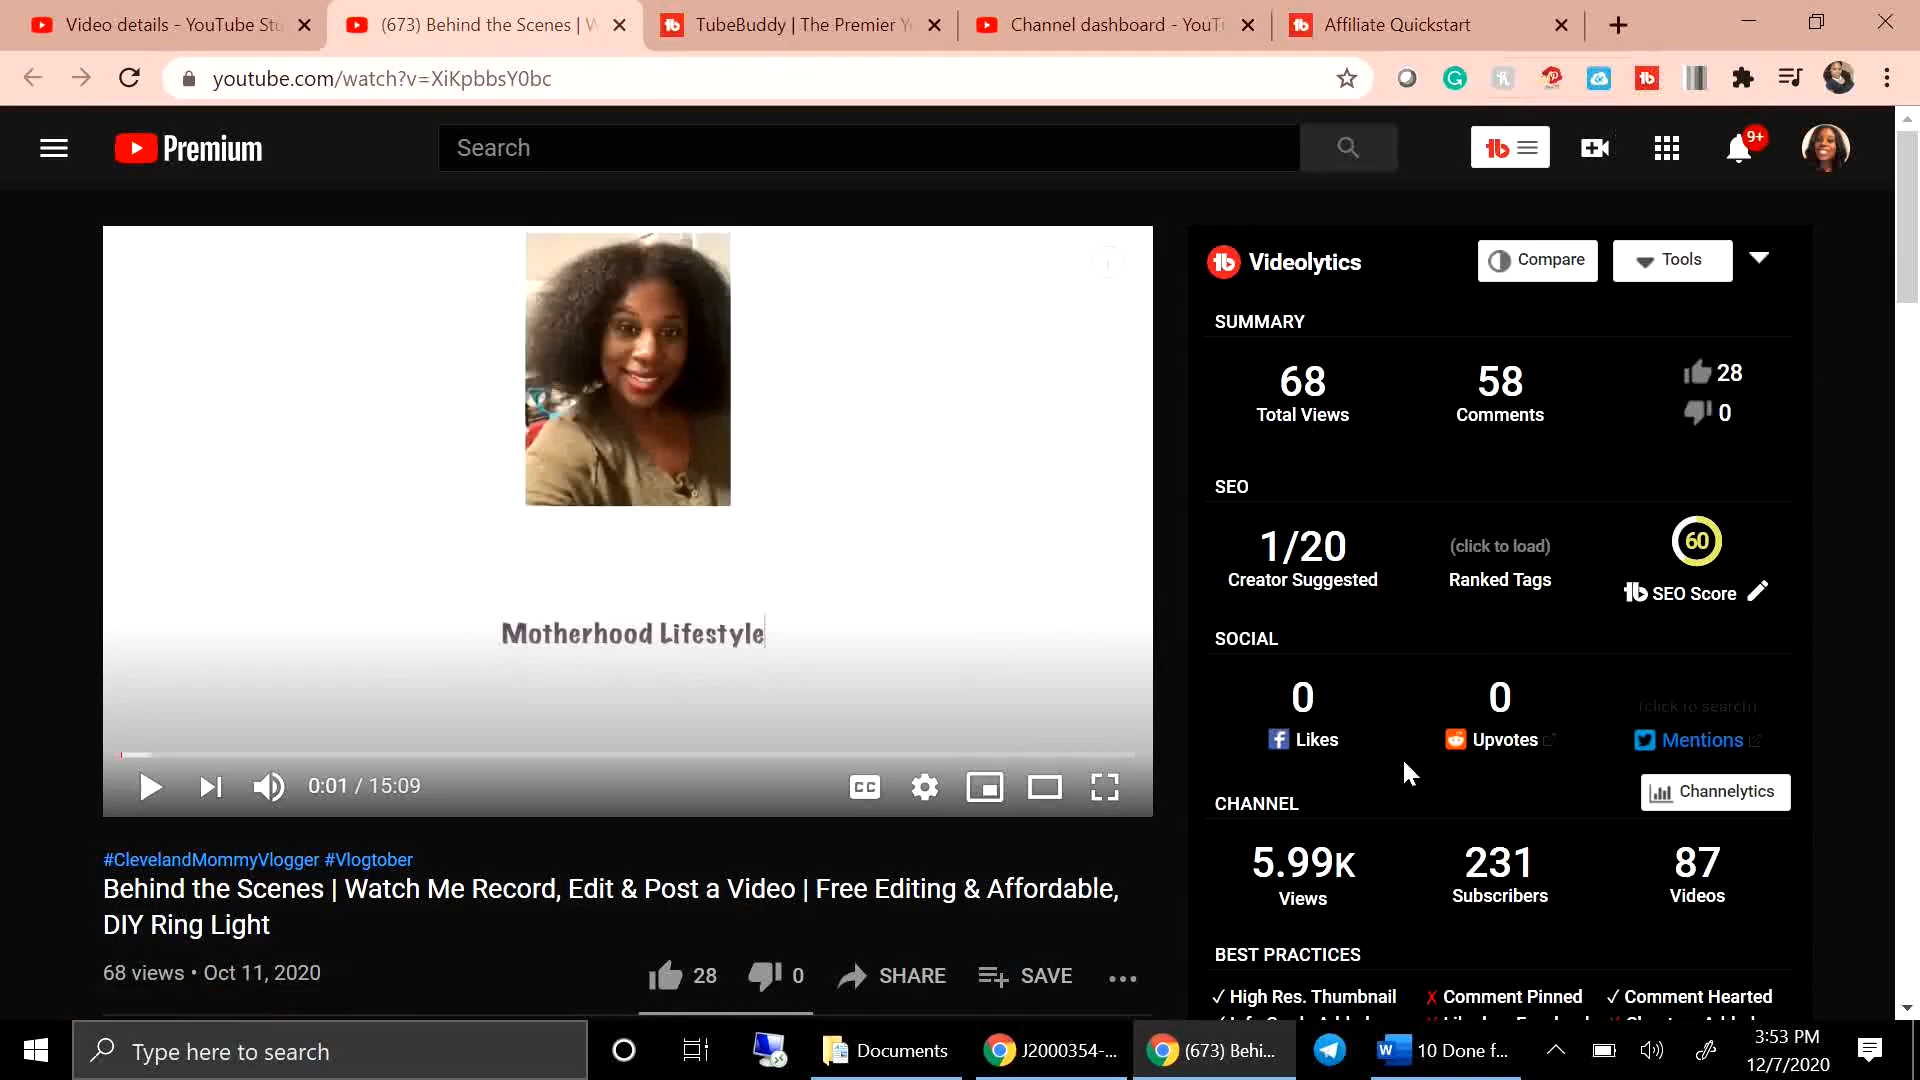 Video details - YouTube Stu
(673) Behind the Scenes | W
TubeBuddy | The Premier Y
Channel dashboard - YouTu
Affiliate Quickstart
youtube.com/watch?v=XiKpbbsY0bc
Premium
Search
9+
Videolytics
Compare
Tools
SUMMARY
68
58
28
Total Views
Comments
0
SEO
1/20
(click to load)
60
Creator Suggested
Ranked Tags
SEO Score
Motherhood Lifestyle
SOCIAL
0
0
(click to search)
Likes
Upvotes
Mentions
0:01 / 15:09
CC
CHANNEL
Channelytics
5.99K
231
87
Views
Subscribers
Videos
#ClevelandMommyVlogger #Vlogtober
Behind the Scenes | Watch Me Record, Edit & Post a Video | Free Editing & Affordable,
DIY Ring Light
68 views • Oct 11, 2020
28
0
SHARE
SAVE
BEST PRACTICES
✓ High Res. Thumbnail
✗ Comment Pinned
✓ Comment Hearted
Type here to search
Documents
J2000354-...
(673) Behi...
10 Done f...
3:53 PM
12/7/2020